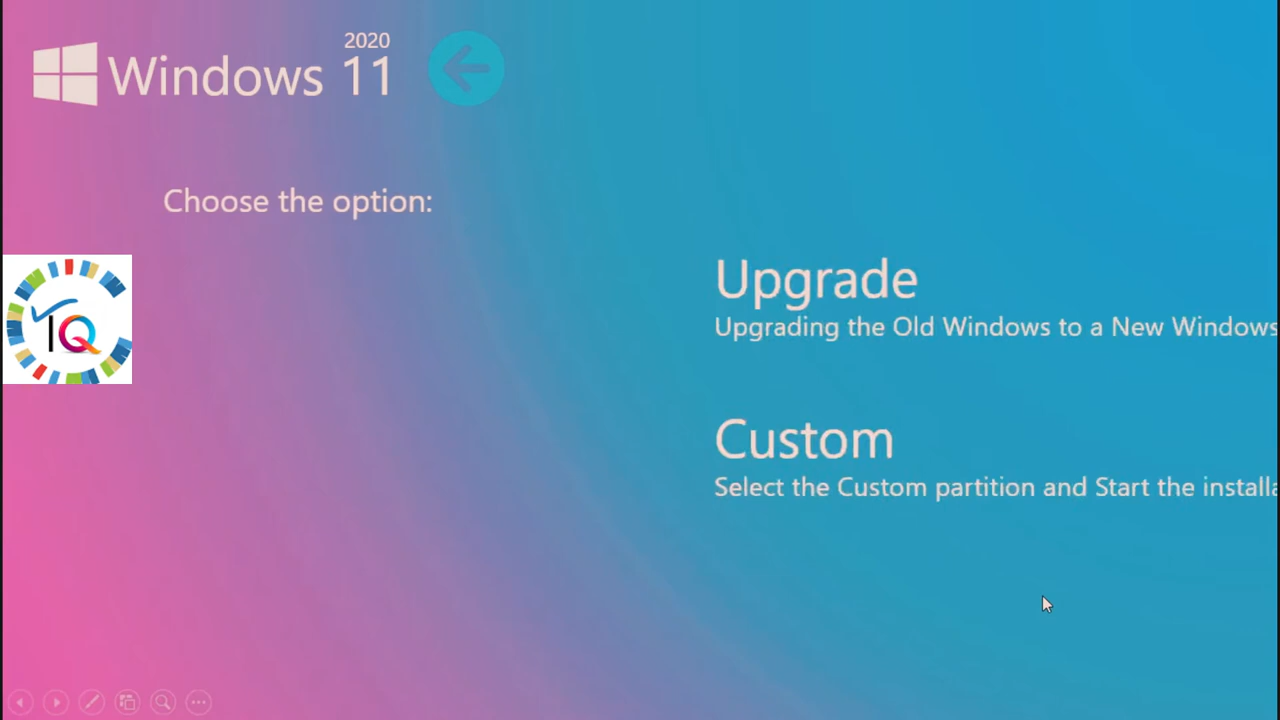 2020
Windows 11
Choose the option:
IQ
Upgrade
Upgrading the Old Windows to a New Windows
Custom
Select the Custom partition and Start the installa